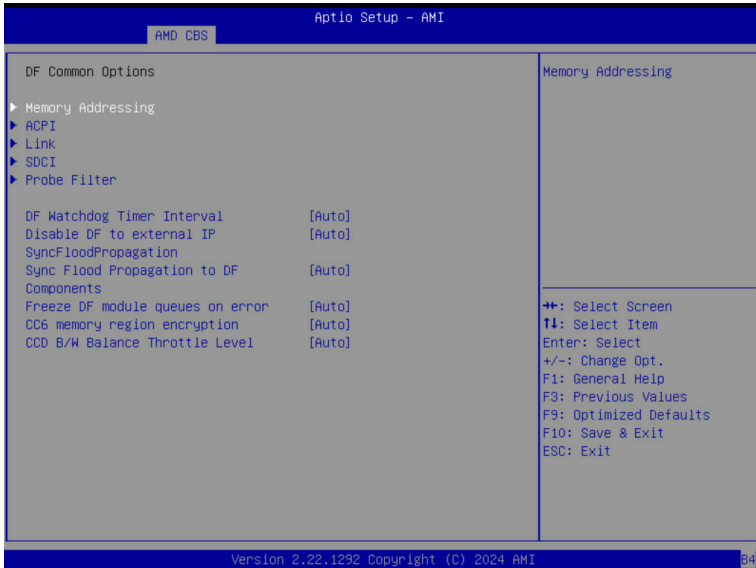 Aptio Setup – AMI
AMD CBS
DF Common Options
Memory Addressing
ACPI
Link
SDCI
Probe Filter
DF Watchdog Timer Interval [Auto]
Disable DF to external IP [Auto]
SyncFloodPropagation
Sync Flood Propagation to DF [Auto]
Components
Freeze DF module queues on error [Auto]
CC6 memory region encryption [Auto]
CCD B/W Balance Throttle Level [Auto]
Memory Addressing
→←: Select Screen
↑↓: Select Item
Enter: Select
+/-: Change Opt.
F1: General Help
F3: Previous Values
F9: Optimized Defaults
F10: Save & Exit
ESC: Exit
Version 2.22.1292 Copyright (C) 2024 AMI
B4